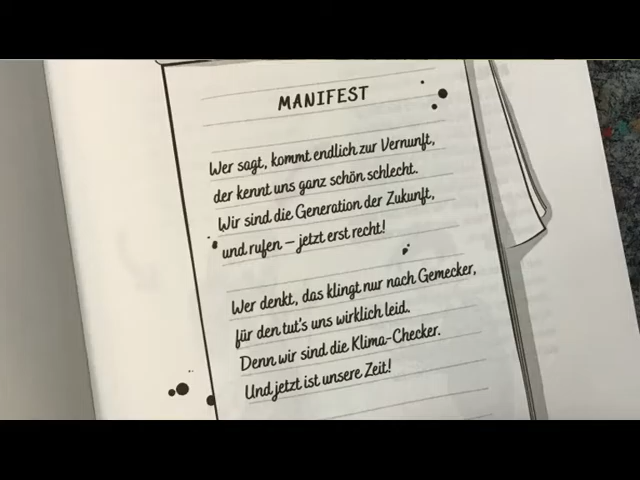 MANIFEST
Wer sagt, kommt endlich zur Vernunft,
der kennt uns ganz schön schlecht.
Wir sind die Generation der Zukunft,
und rufen – jetzt erst recht!
Wer denkt, das klingt nur nach Gemecker,
für den tut's uns wirklich leid.
Denn wir sind die Klima-Checker.
Und jetzt ist unsere Zeit!